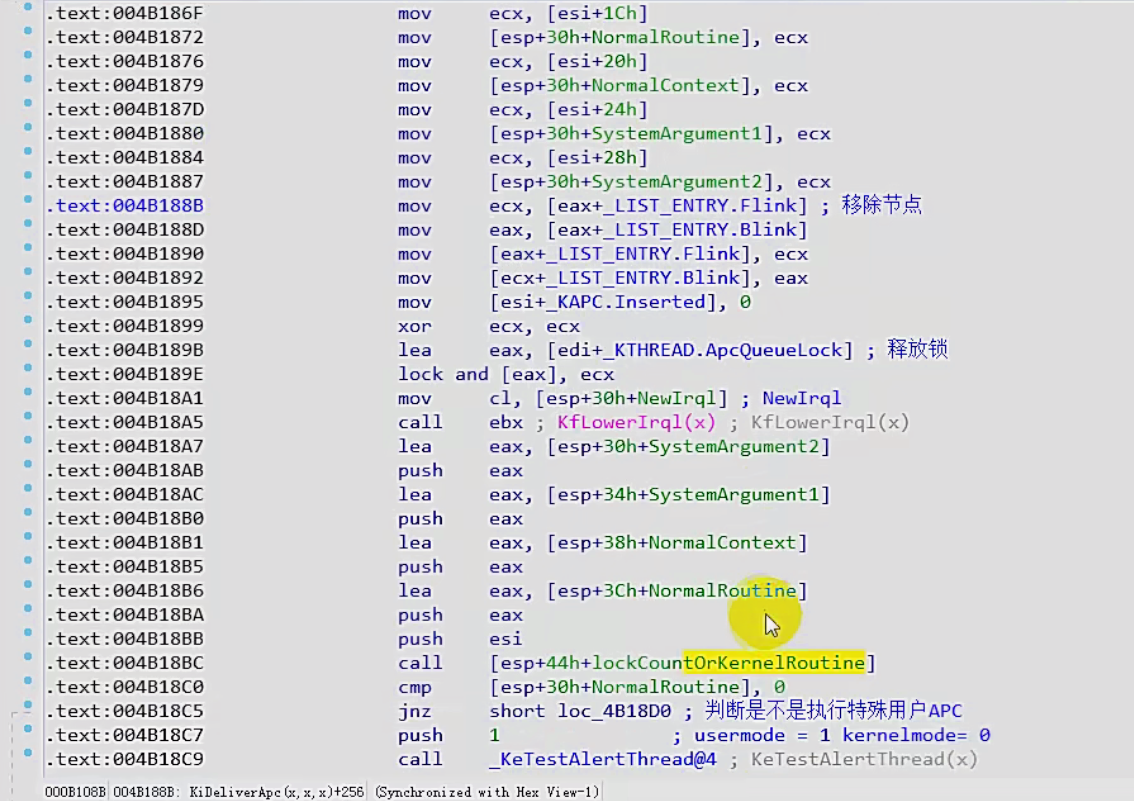 .text:004B186F mov ecx, [esi+1Ch]
.text:004B1872 mov [esp+30h+NormalRoutine], ecx
.text:004B1876 mov ecx, [esi+20h]
.text:004B1879 mov [esp+30h+NormalContext], ecx
.text:004B187D mov ecx, [esi+24h]
.text:004B1880 mov [esp+30h+SystemArgument1], ecx
.text:004B1884 mov ecx, [esi+28h]
.text:004B1887 mov [esp+30h+SystemArgument2], ecx
.text:004B188B mov ecx, [eax+_LIST_ENTRY.Flink] ; 移除节点
.text:004B188D mov eax, [eax+_LIST_ENTRY.Blink]
.text:004B1890 mov [eax+_LIST_ENTRY.Flink], ecx
.text:004B1892 mov [ecx+_LIST_ENTRY.Blink], eax
.text:004B1895 mov [esi+_KAPC.Inserted], 0
.text:004B1899 xor ecx, ecx
.text:004B189B lea eax, [edi+_KTHREAD.ApcQueueLock] ; 释放锁
.text:004B189E lock and [eax], ecx
.text:004B18A1 mov cl, [esp+30h+NewIrql] ; NewIrql
.text:004B18A5 call ebx ; KfLowerIrql(x) ; KfLowerIrql(x)
.text:004B18A7 lea eax, [esp+30h+SystemArgument2]
.text:004B18AB push eax
.text:004B18AC lea eax, [esp+34h+SystemArgument1]
.text:004B18B0 push eax
.text:004B18B1 lea eax, [esp+38h+NormalContext]
.text:004B18B5 push eax
.text:004B18B6 lea eax, [esp+3Ch+NormalRoutine]
.text:004B18BA push eax
.text:004B18BB push esi
.text:004B18BC call [esp+44h+lockCountOrKernelRoutine]
.text:004B18C0 cmp [esp+30h+NormalRoutine], 0
.text:004B18C5 jnz short loc_4B18D0 ; 判断是不是执行特殊用户APC
.text:004B18C7 push 1 ; usermode = 1 kernelmode= 0
.text:004B18C9 call _KeTestAlertThread@4 ; KeTestAlertThread(x)
000B108B 004B188B: KiDeliverApc(x,x,x)+256 (Synchronized with Hex View-1)